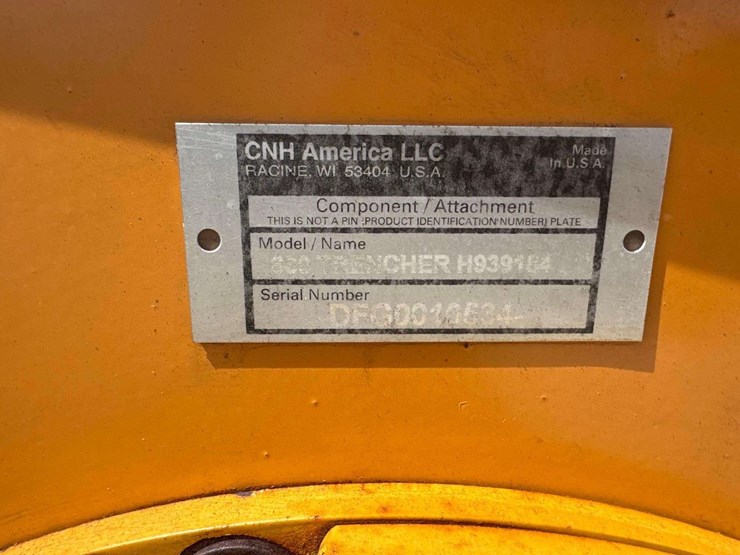 CNH America LLC
RACINE, WI 53404 U.S.A.
Made
In U.S.A.
Component / Attachment
THIS IS NOT A PIN (PRODUCT IDENTIFICATION NUMBER) PLATE
Model / Name
TRENCHER H939184
Serial Number